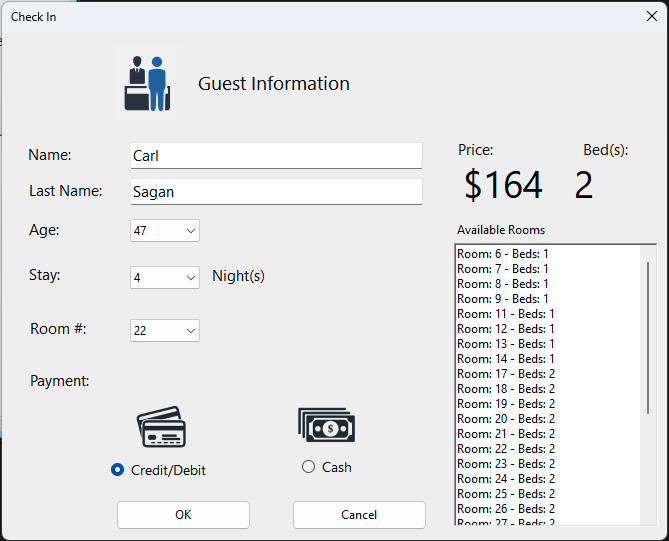 Check In
Guest Information
Name:
Carl
Last Name:
Sagan
Age:
47
Stay:
4
Night(s)
Room #:
22
Payment:
$
Credit/Debit
Cash
OK
Cancel
Price:
Bed(s):
$164
2
Available Rooms
Room: 6 - Beds: 1
Room: 7 - Beds: 1
Room: 8 - Beds: 1
Room: 9 - Beds: 1
Room: 11 - Beds: 1
Room: 12 - Beds: 1
Room: 13 - Beds: 1
Room: 14 - Beds: 1
Room: 17 - Beds: 2
Room: 18 - Beds: 2
Room: 19 - Beds: 2
Room: 20 - Beds: 2
Room: 21 - Beds: 2
Room: 22 - Beds: 2
Room: 23 - Beds: 2
Room: 24 - Beds: 2
Room: 25 - Beds: 2
Room: 26 - Beds: 2
Room: 27 - Beds: 2